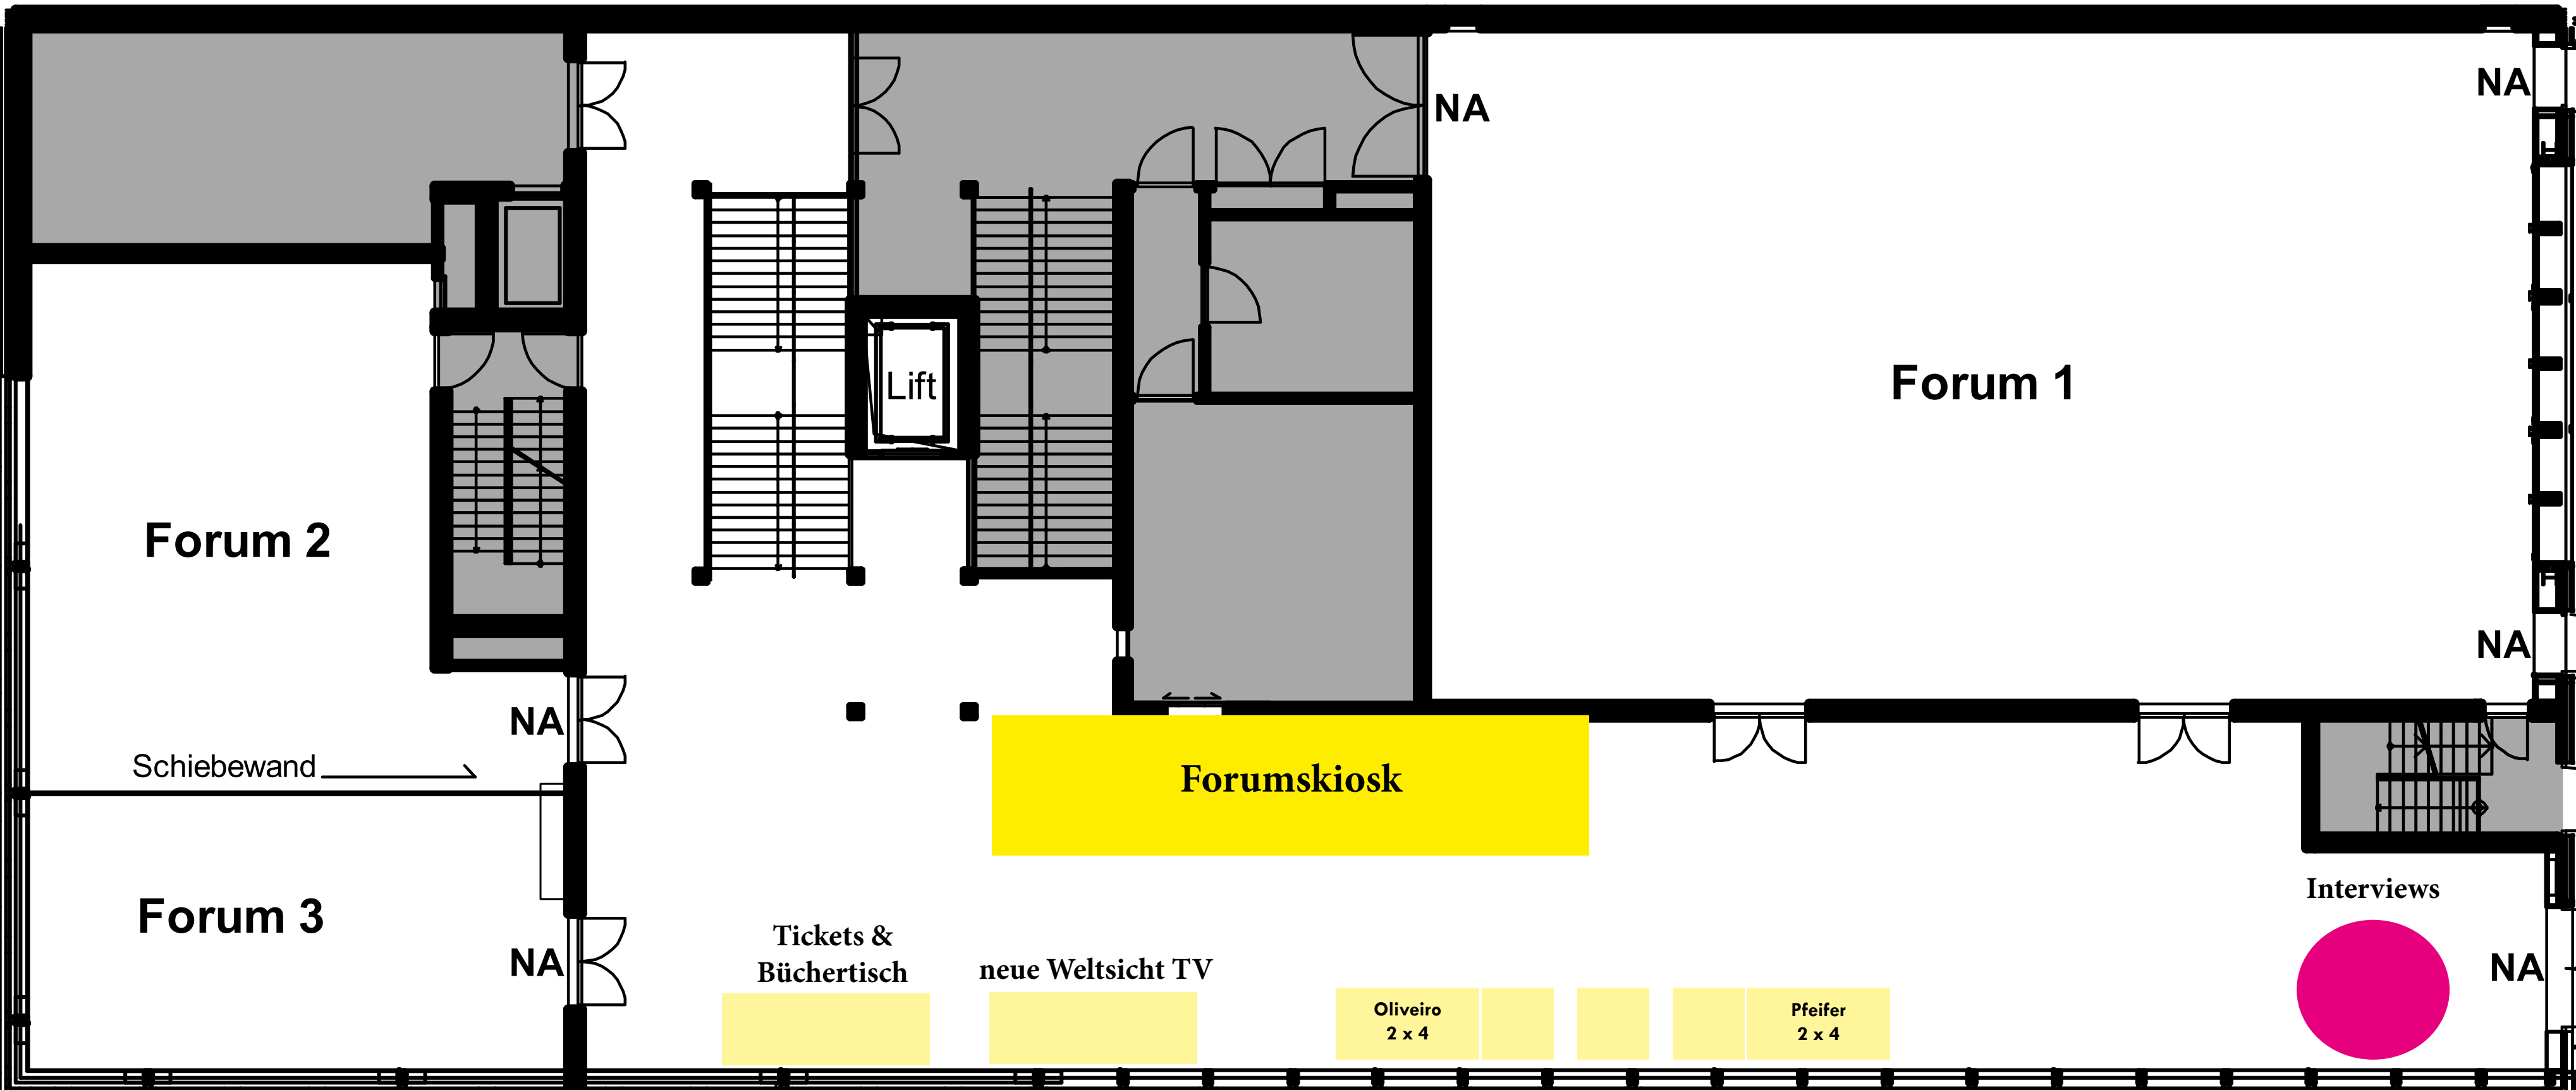 NA
NA
Forum 1
Lift
Forum 2
NA
NA
Schiebewand
Forumskiosk
Forum 3
Interviews
Tickets &
Büchertisch
neue Weltsicht TV
NA
NA
Oliveiro
2 x 4
Pfeifer
2 x 4